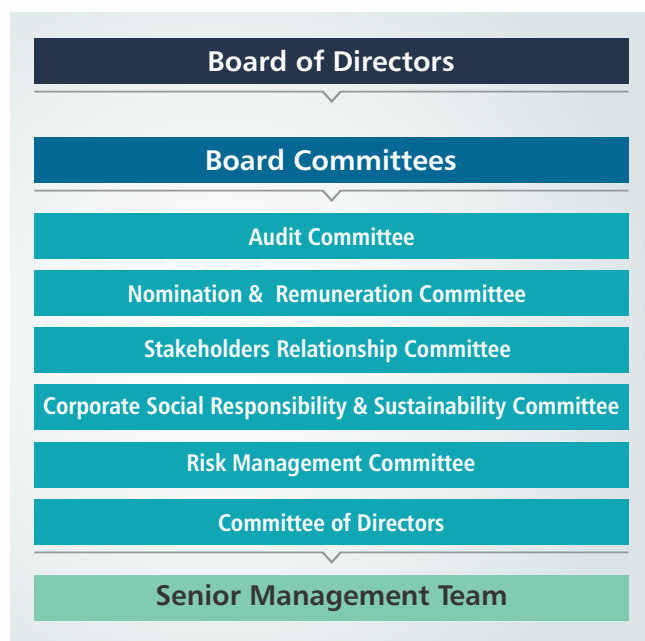 Board of Directors
Board Committees
Audit Committee
Nomination & Remuneration Committee
Stakeholders Relationship Committee
Corporate Social Responsibility & Sustainability Committee
Risk Management Committee
Committee of Directors
Senior Management Team